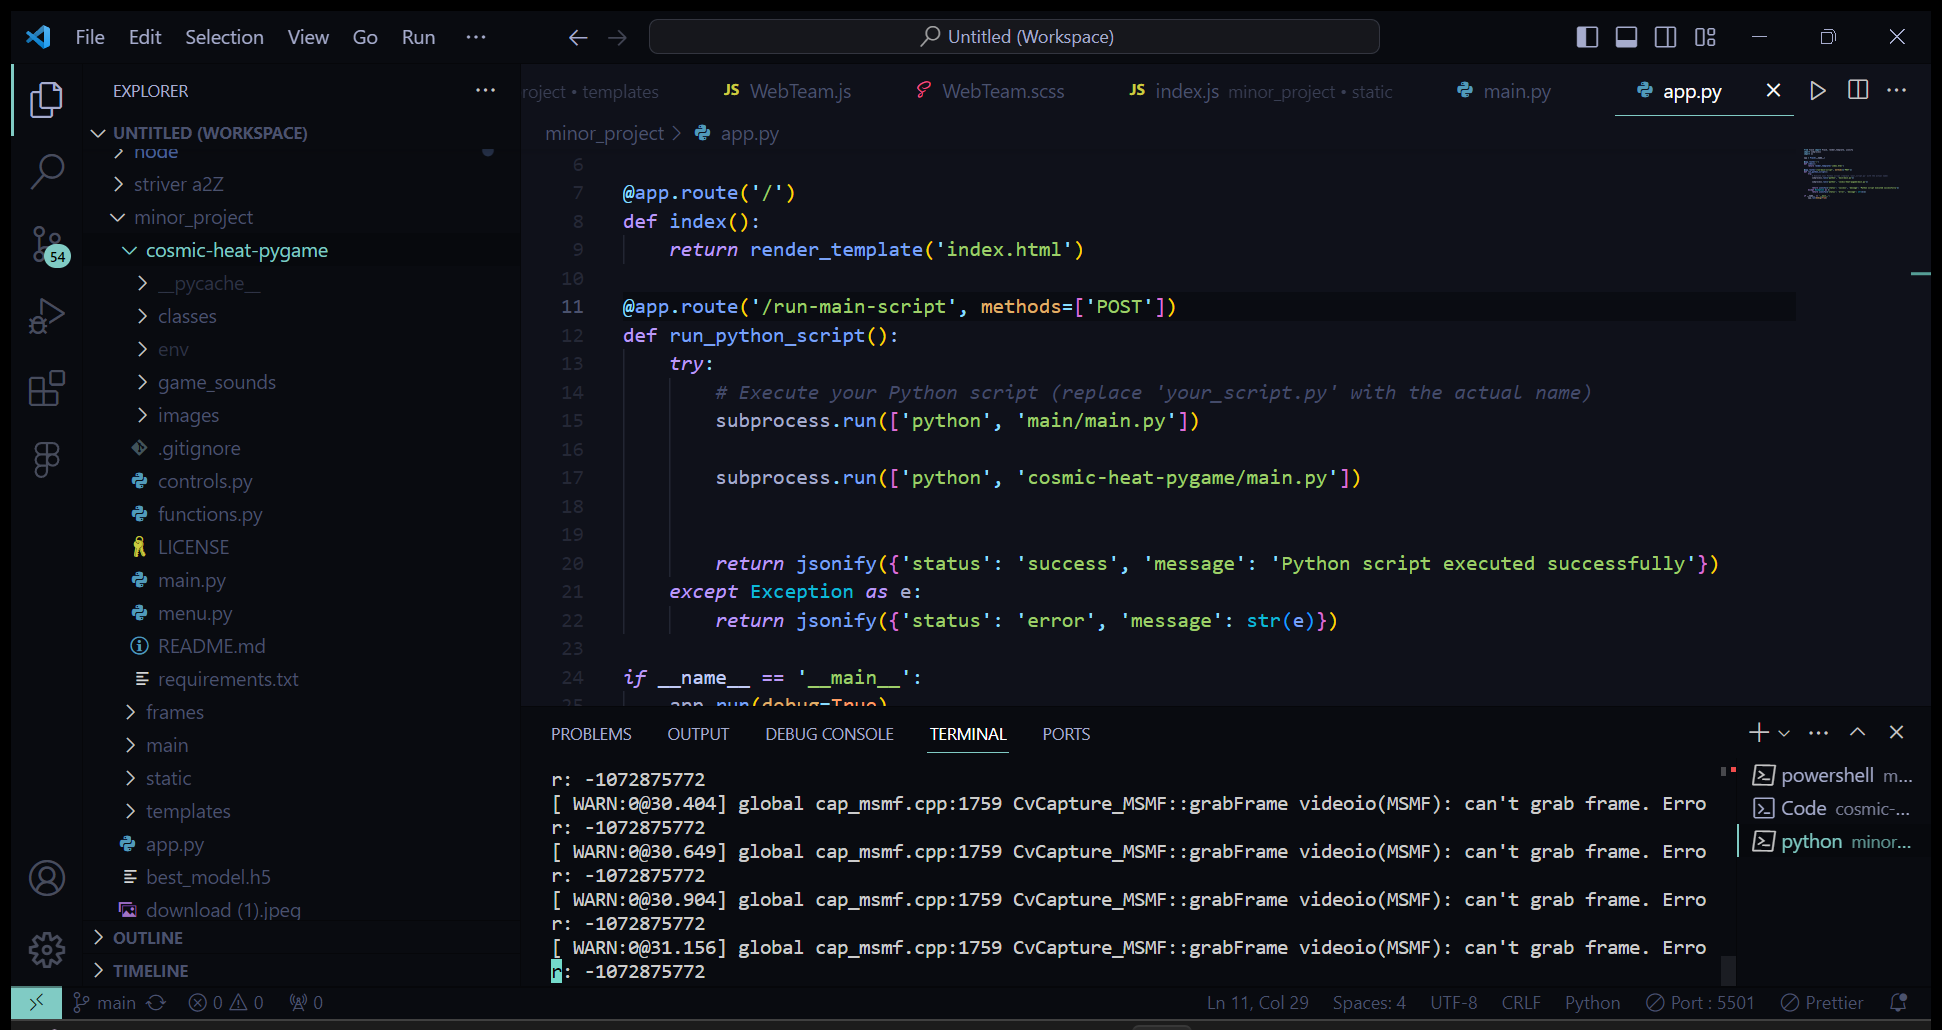 File Edit Selection View Go Run ···
Untitled (Workspace)
EXPLORER
UNTITLED (WORKSPACE)
node
striver a2Z
minor_project
cosmic-heat-pygame
__pycache__
classes
env
game_sounds
images
.gitignore
controls.py
functions.py
LICENSE
main.py
menu.py
README.md
requirements.txt
frames
main
static
templates
app.py
best_model.h5
download (1).jpeg
OUTLINE
TIMELINE
54
roject • templates
JS WebTeam.js
WebTeam.scss
JS index.js minor_project • static
main.py
app.py
minor_project > app.py
6
7 @app.route('/')
8 def index():
9 return render_template('index.html')
10
11 @app.route('/run-main-script', methods=['POST'])
12 def run_python_script():
13 try:
14 # Execute your Python script (replace 'your_script.py' with the actual name)
15 subprocess.run(['python', 'main/main.py'])
16
17 subprocess.run(['python', 'cosmic-heat-pygame/main.py'])
18
19
20 return jsonify({'status': 'success', 'message': 'Python script executed successfully'})
21 except Exception as e:
22 return jsonify({'status': 'error', 'message': str(e)})
23
24 if __name__ == '__main__':
25 app.run(debug=True)
PROBLEMS OUTPUT DEBUG CONSOLE TERMINAL PORTS
r: -1072875772
[ WARN:0@30.404] global cap_msmf.cpp:1759 CvCapture_MSMF::grabFrame videoio(MSMF): can't grab frame. Erro
r: -1072875772
[ WARN:0@30.649] global cap_msmf.cpp:1759 CvCapture_MSMF::grabFrame videoio(MSMF): can't grab frame. Erro
r: -1072875772
[ WARN:0@30.904] global cap_msmf.cpp:1759 CvCapture_MSMF::grabFrame videoio(MSMF): can't grab frame. Erro
r: -1072875772
[ WARN:0@31.156] global cap_msmf.cpp:1759 CvCapture_MSMF::grabFrame videoio(MSMF): can't grab frame. Erro
r: -1072875772
powershell m...
Code cosmic-...
python minor...
main 0 0 0
Ln 11, Col 29 Spaces: 4 UTF-8 CRLF Python Port : 5501 Prettier